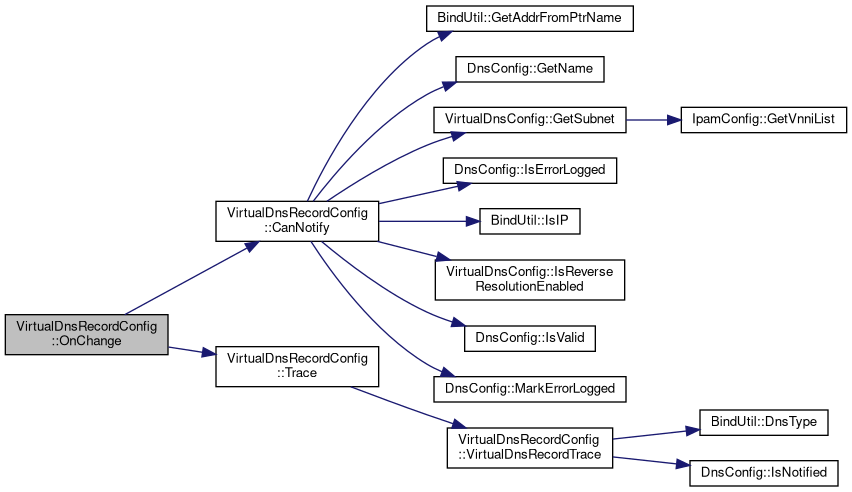 BindUtil::GetAddrFromPtrName
DnsConfig::GetName
VirtualDnsConfig::GetSubnet
IpamConfig::GetVnniList
DnsConfig::IsErrorLogged
VirtualDnsRecordConfig
::CanNotify
BindUtil::IsIP
VirtualDnsConfig::IsReverse
ResolutionEnabled
VirtualDnsRecordConfig
::OnChange
DnsConfig::IsValid
VirtualDnsRecordConfig
::Trace
DnsConfig::MarkErrorLogged
VirtualDnsRecordConfig
::VirtualDnsRecordTrace
BindUtil::DnsType
DnsConfig::IsNotified